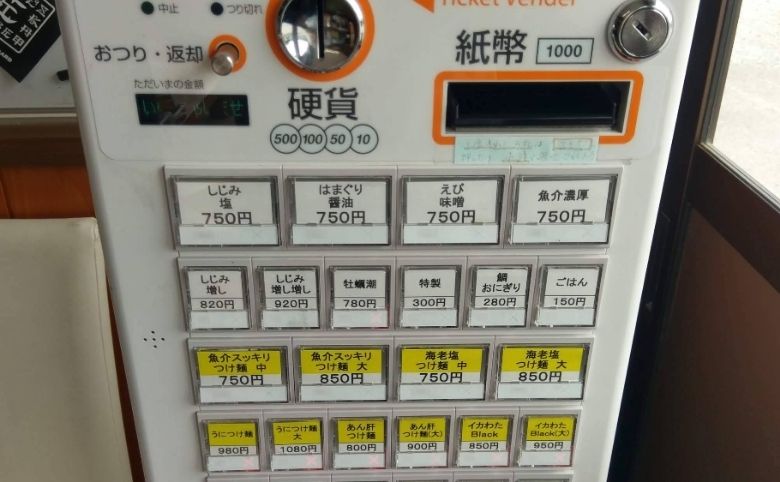 Ticket Vender
中止 つり切れ
おつり・返却
ただいまの金額
硬貨
500 100 50 10
紙幣 1000
しじみ
塩
750円
はまぐり
醤油
750円
えび
味噌
750円
魚介濃厚
750円
しじみ
増し
820円
しじみ
増し増し
920円
牡蠣潮
780円
特製
300円
鯛
おにぎり
280円
ごはん
150円
魚介スッキリ
つけ麺 中
750円
魚介スッキリ
つけ麺 大
850円
海老塩
つけ麺 中
750円
海老塩
つけ麺 大
850円
うにつけ麺
980円
うにつけ麺
大
1080円
あん肝
つけ麺
800円
あん肝
つけ麺(大)
900円
イカわた
Black
850円
イカわた
Black(大)
950円